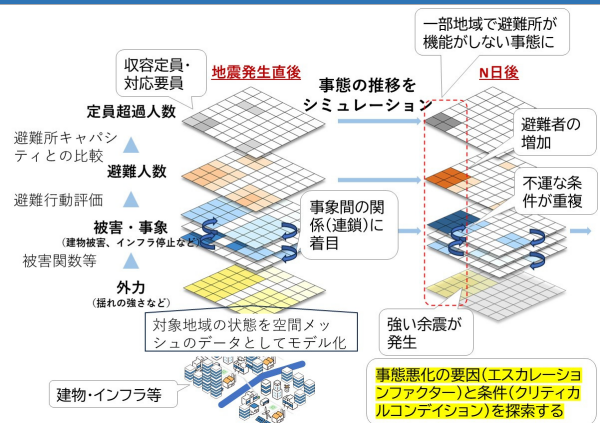 一部地域で避難所が
機能がしない事態に
収容定員・
対応要員
地震発生直後
事態の推移を
シミュレーション
N日後
定員超過人数
避難所キャパシ
ティとの比較
避難人数
避難者の
増加
避難行動評価
不運な条
件が重複
被害・事象
(建物被害、インフラ停止など)
事象間の関
係(連鎖)に
着目
被害関数等
外力
(揺れの強さなど)
対象地域の状態を空間メッ
シュのデータとしてモデル化
強い余震が
発生
建物・インフラ等
事態悪化の要因(エスカレーショ
ンファクター)と条件(クリティカ
ルコンデイション)を探索する